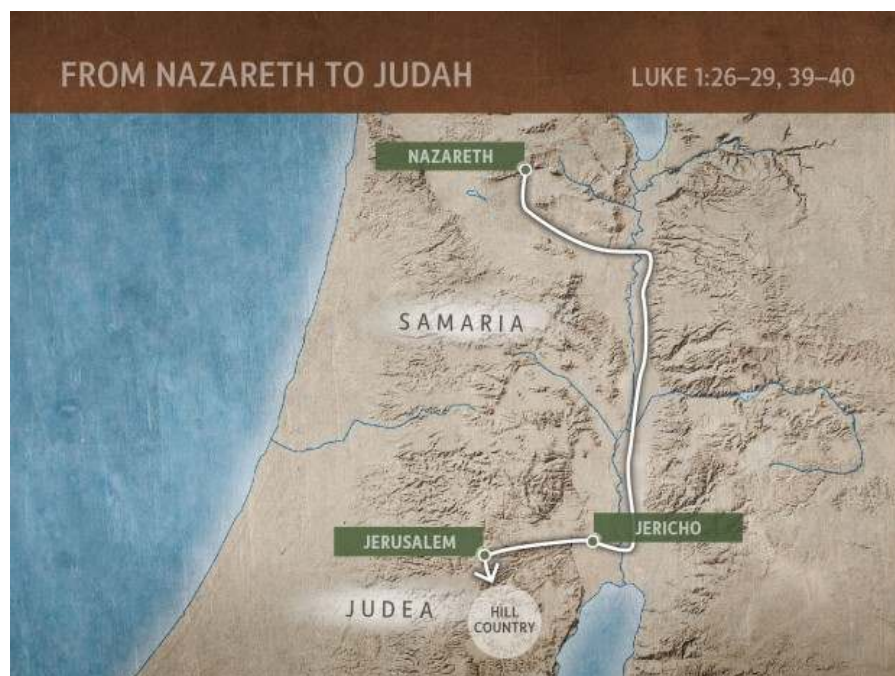 FROM NAZARETH TO JUDAH
LUKE 1:26–29, 39–40
NAZARETH
SAMARIA
JERICHO
JERUSALEM
JUDEA
HILL
COUNTRY